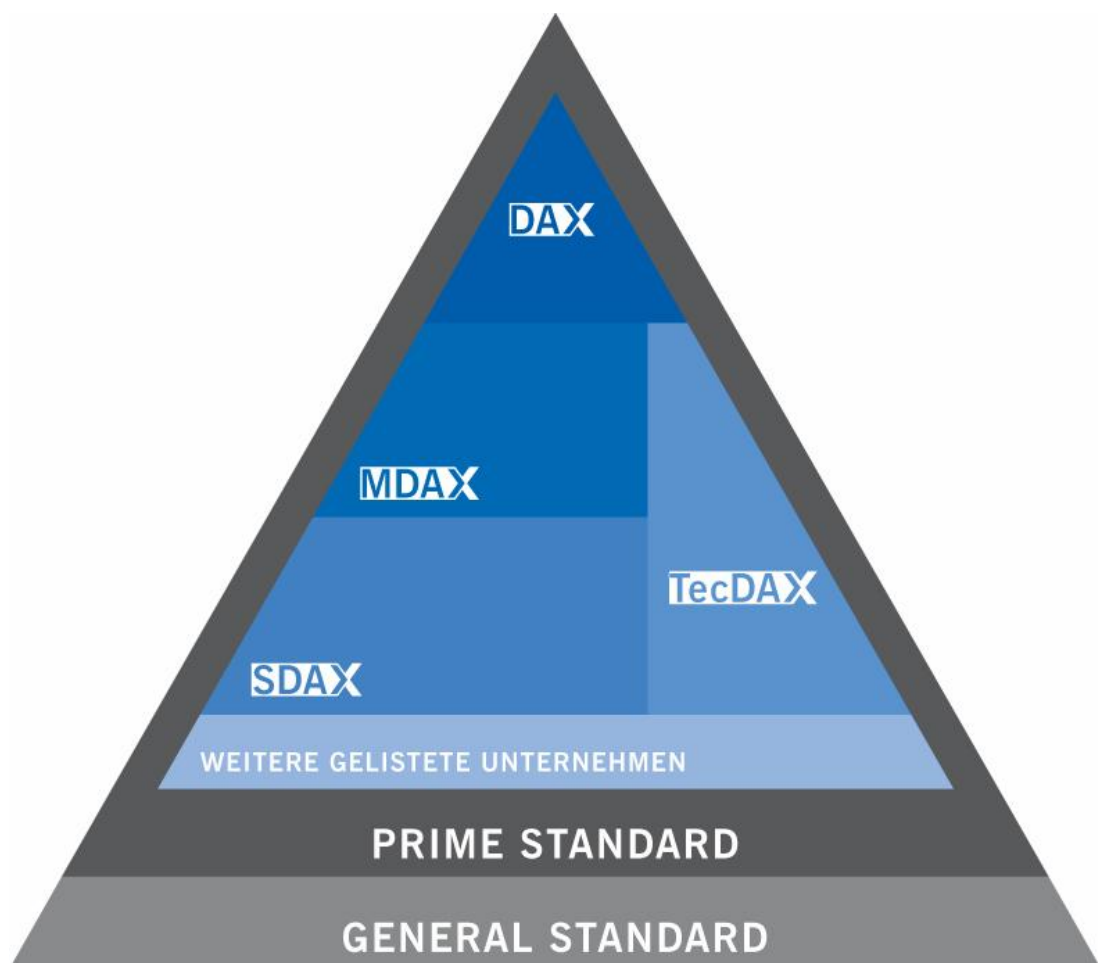 DAX
MDAX
TecDAX
SDAX
WEITERE GELISTETE UNTERNEHMEN
PRIME STANDARD
GENERAL STANDARD